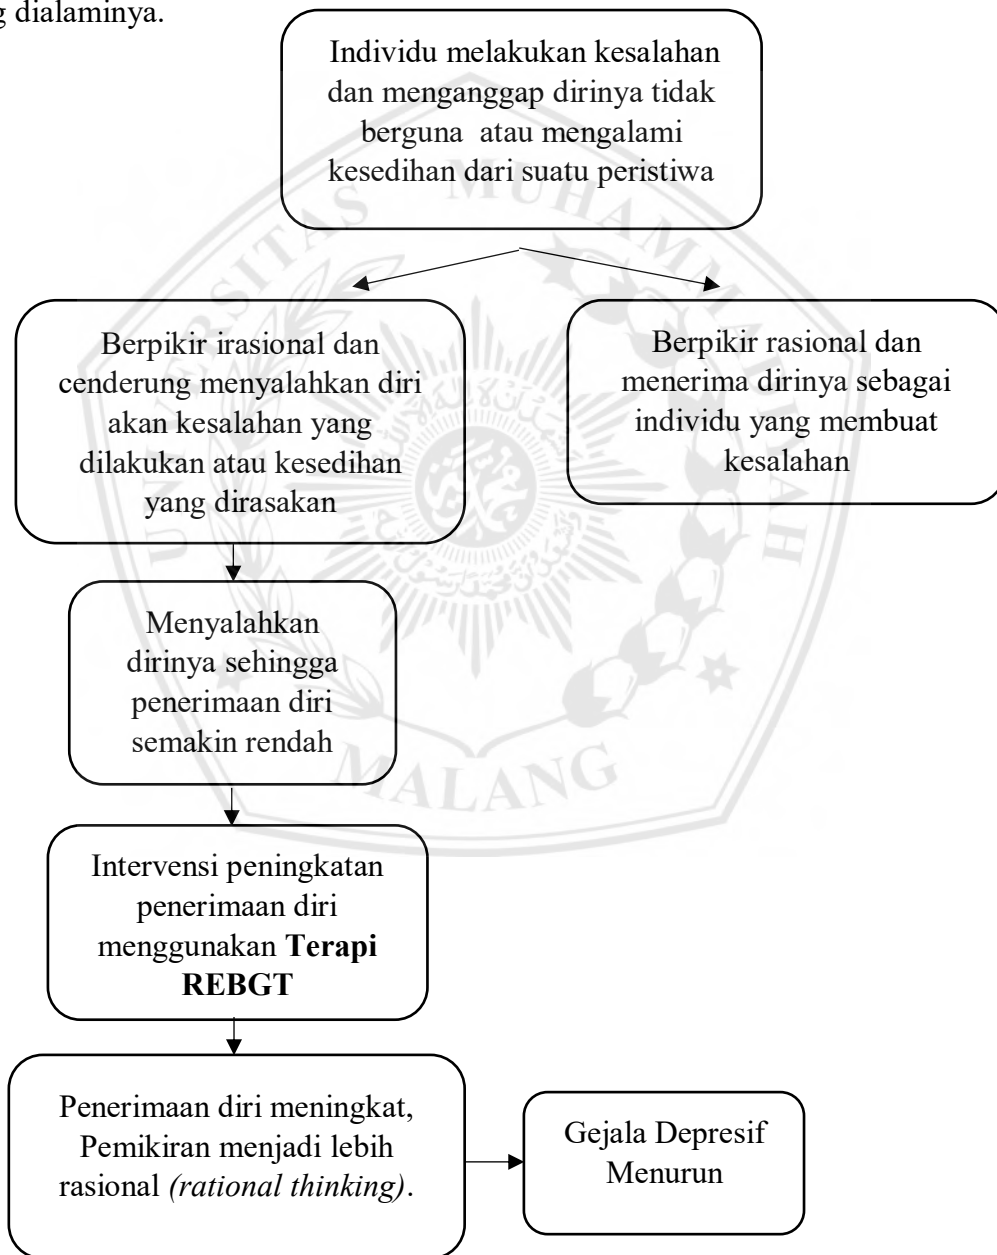 g dialaminya.
Individu melakukan kesalahan
dan menganggap dirinya tidak
berguna atau mengalami
kesedihan dari suatu peristiwa
Berpikir irasional dan
cenderung menyalahkan diri
akan kesalahan yang
dilakukan atau kesedihan
yang dirasakan
Berpikir rasional dan
menerima dirinya sebagai
individu yang membuat
kesalahan
Menyalahkan
dirinya sehingga
penerimaan diri
semakin rendah
Intervensi peningkatan
penerimaan diri
menggunakan Terapi
REBGT
Penerimaan diri meningkat,
Pemikiran menjadi lebih
rasional (rational thinking).
Gejala Depresif
Menurun
UNIVERSITAS MUHAMMADIYAH
MALANG